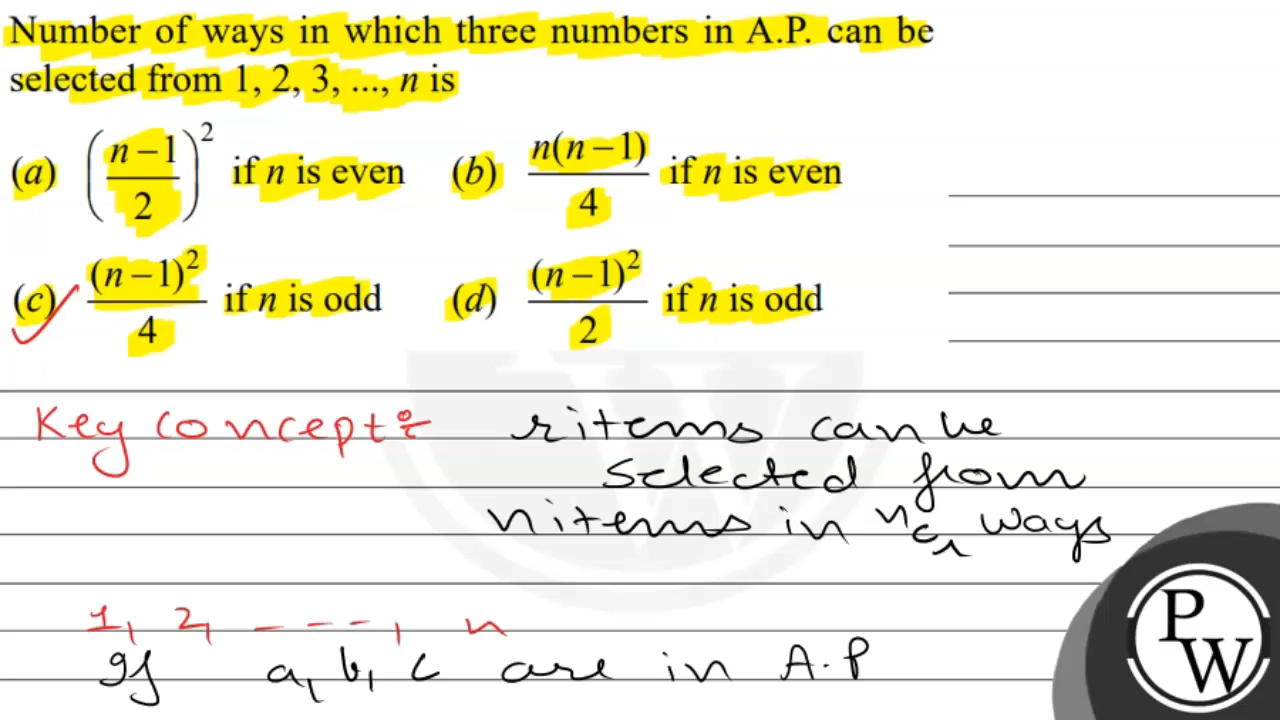 Number of ways in which three numbers in A.P. can be
selected from 1, 2, 3, ..., n is
(a) ((n−1)/2)² if n is even (b) n(n−1)/4 if n is even
(c) (n−1)²/4 if n is odd (d) (n−1)²/2 if n is odd
Key concept:
r items can be
selected from
n items in ⁿCᵣ ways
1, 2, - - - -, n
If a, b, c are in A.P
PW